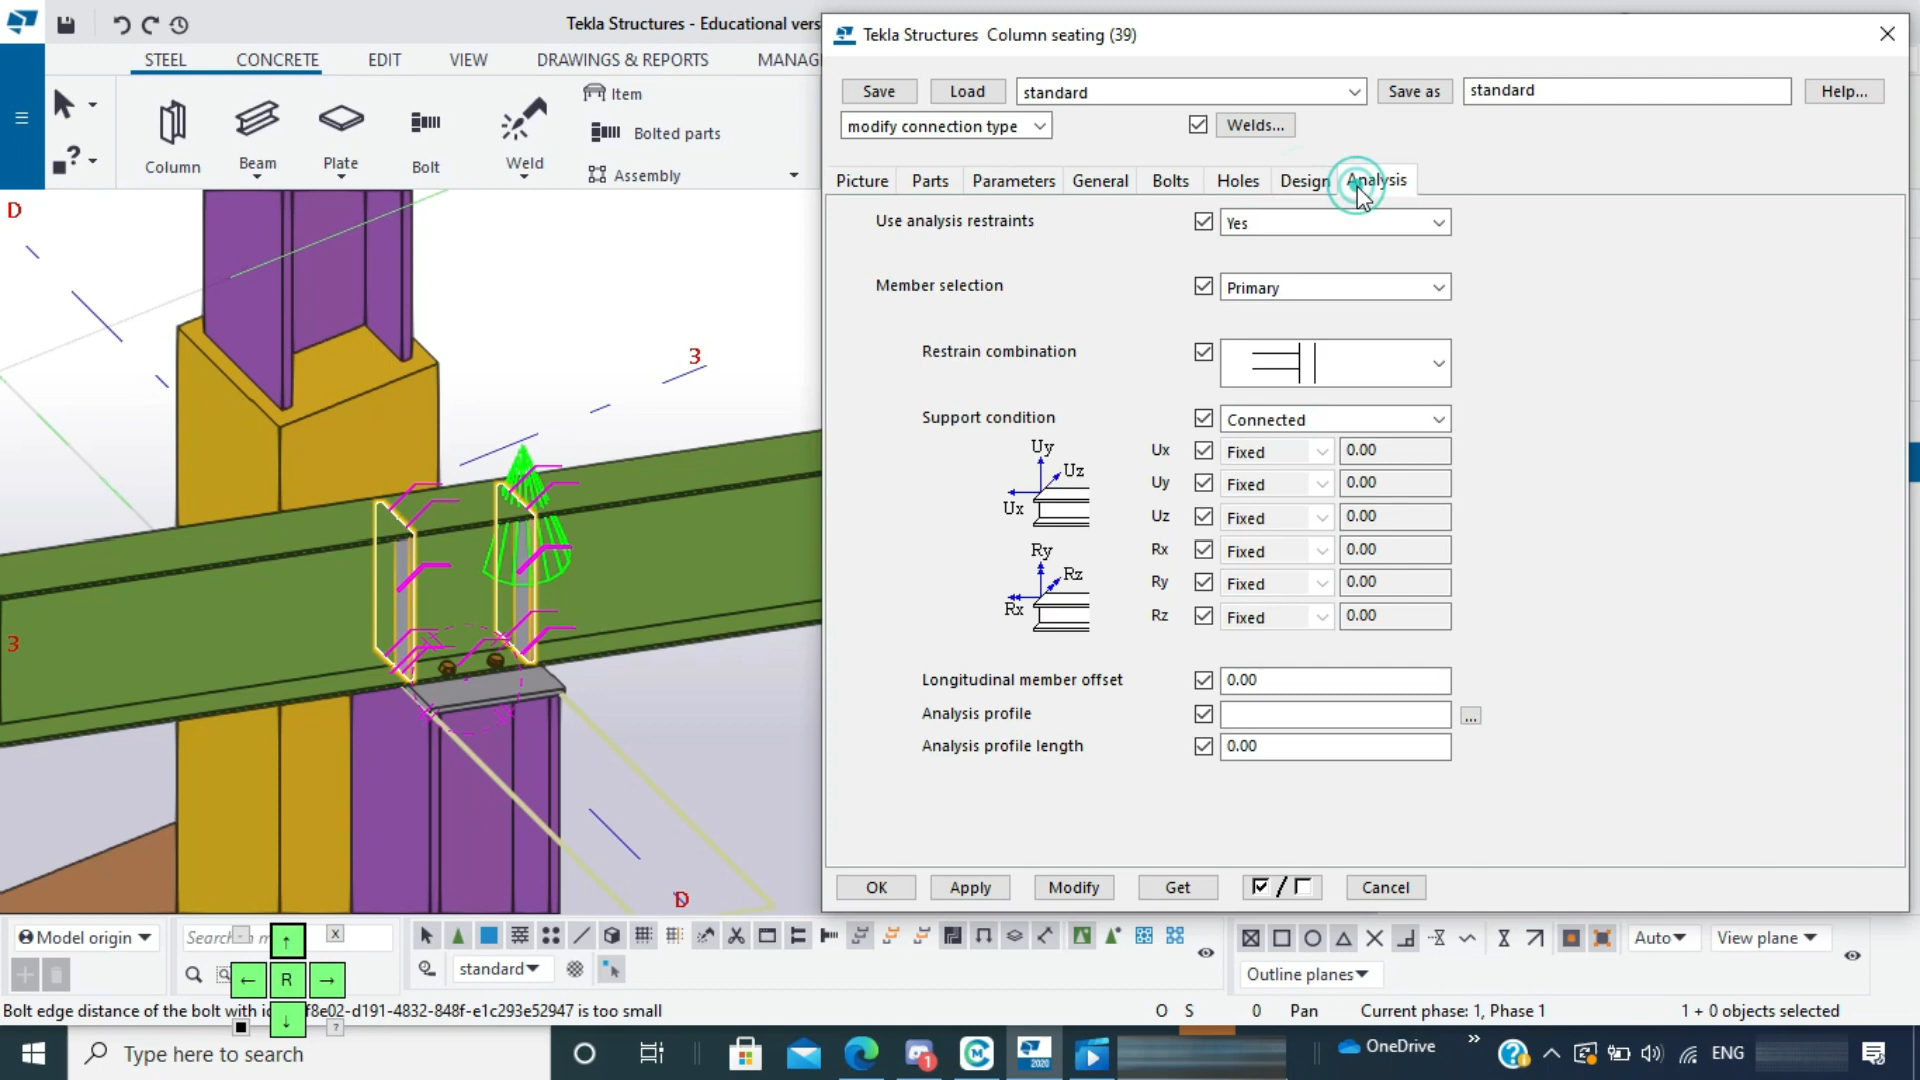 Tekla Structures - Educational vers
STEEL CONCRETE EDIT VIEW DRAWINGS & REPORTS MANAG
Column
Beam
Plate
Bolt
Weld
Item
Bolted parts
Assembly
D
3
3
D
Tekla Structures Column seating (39)
Save Load standard Save as standard Help...
modify connection type Welds...
Picture Parts Parameters General Bolts Holes Design Analysis
Use analysis restraints Yes
Member selection Primary
Restrain combination
Support condition Connected
Uy
Uz
Ux
Ux Fixed 0.00
Uy Fixed 0.00
Uz Fixed 0.00
Ry
Rz
Rx
Rx Fixed 0.00
Ry Fixed 0.00
Rz Fixed 0.00
Longitudinal member offset 0.00
Analysis profile ...
Analysis profile length 0.00
OK Apply Modify Get / Cancel
Model origin
R
X
?
standard
Auto
View plane
Outline planes
Bolt edge distance of the bolt with id f8e02-d191-4832-848f-e1c293e52947 is too small
O S 0 Pan Current phase: 1, Phase 1 1 + 0 objects selected
Type here to search
1
2020
OneDrive
ENG